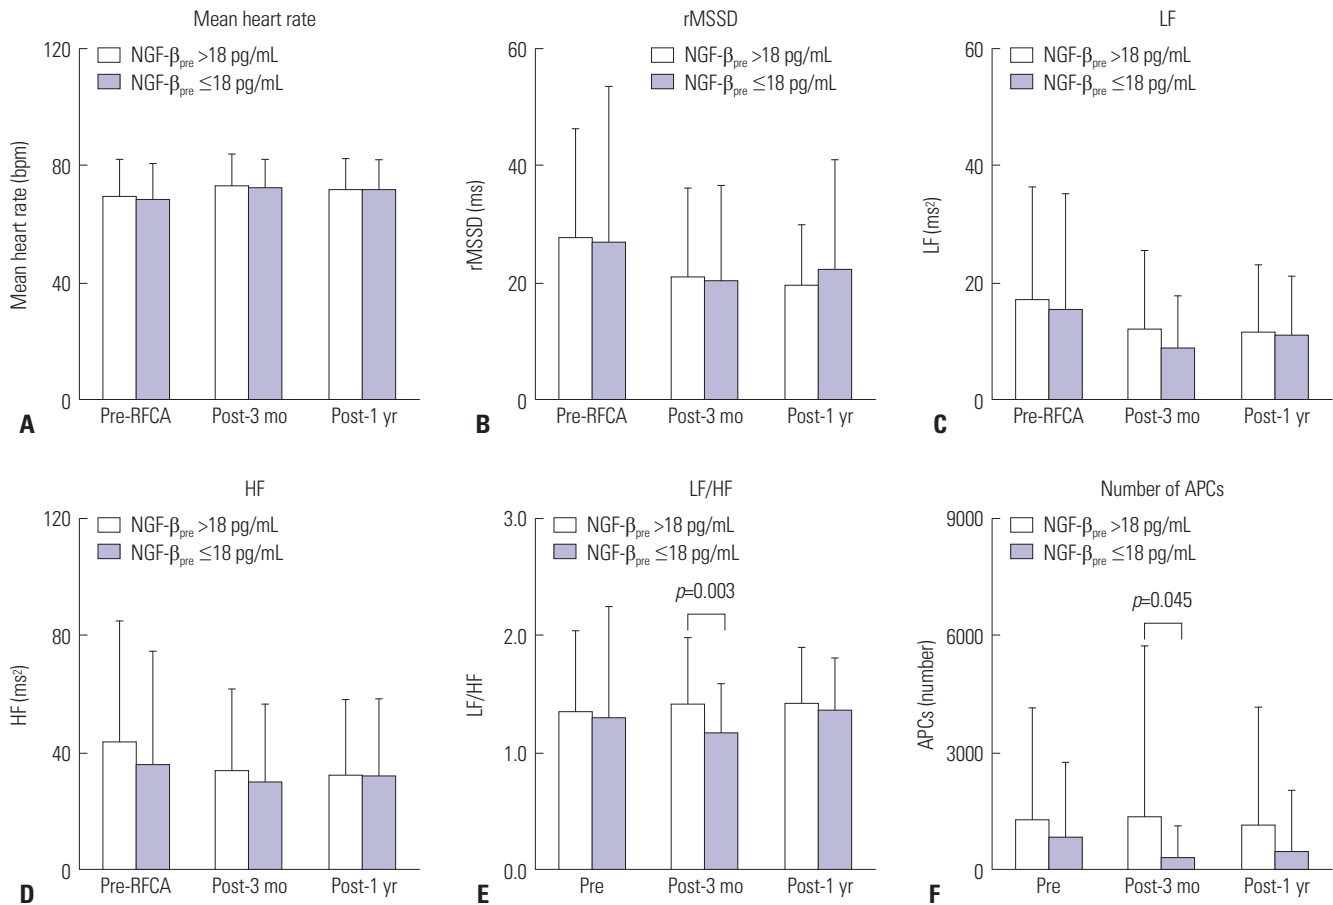 Mean heart rate
120
NGF-βpre >18 pg/mL
NGF-βpre ≤18 pg/mL
80
Mean heart rate (bpm)
40
0
Pre-RFCA Post-3 mo Post-1 yr
A
rMSSD
60
NGF-βpre >18 pg/mL
NGF-βpre ≤18 pg/mL
40
rMSSD (ms)
20
0
Pre-RFCA Post-3 mo Post-1 yr
B
LF
60
NGF-βpre >18 pg/mL
NGF-βpre ≤18 pg/mL
40
LF (ms²)
20
0
Pre-RFCA Post-3 mo Post-1 yr
C
HF
120
NGF-βpre >18 pg/mL
NGF-βpre ≤18 pg/mL
80
HF (ms²)
40
0
Pre-RFCA Post-3 mo Post-1 yr
D
LF/HF
3.0
NGF-βpre >18 pg/mL
NGF-βpre ≤18 pg/mL
p=0.003
2.0
LF/HF
1.0
0.0
Pre Post-3 mo Post-1 yr
E
Number of APCs
9000
NGF-βpre >18 pg/mL
NGF-βpre ≤18 pg/mL
p=0.045
6000
APCs (number)
3000
0
Pre Post-3 mo Post-1 yr
F